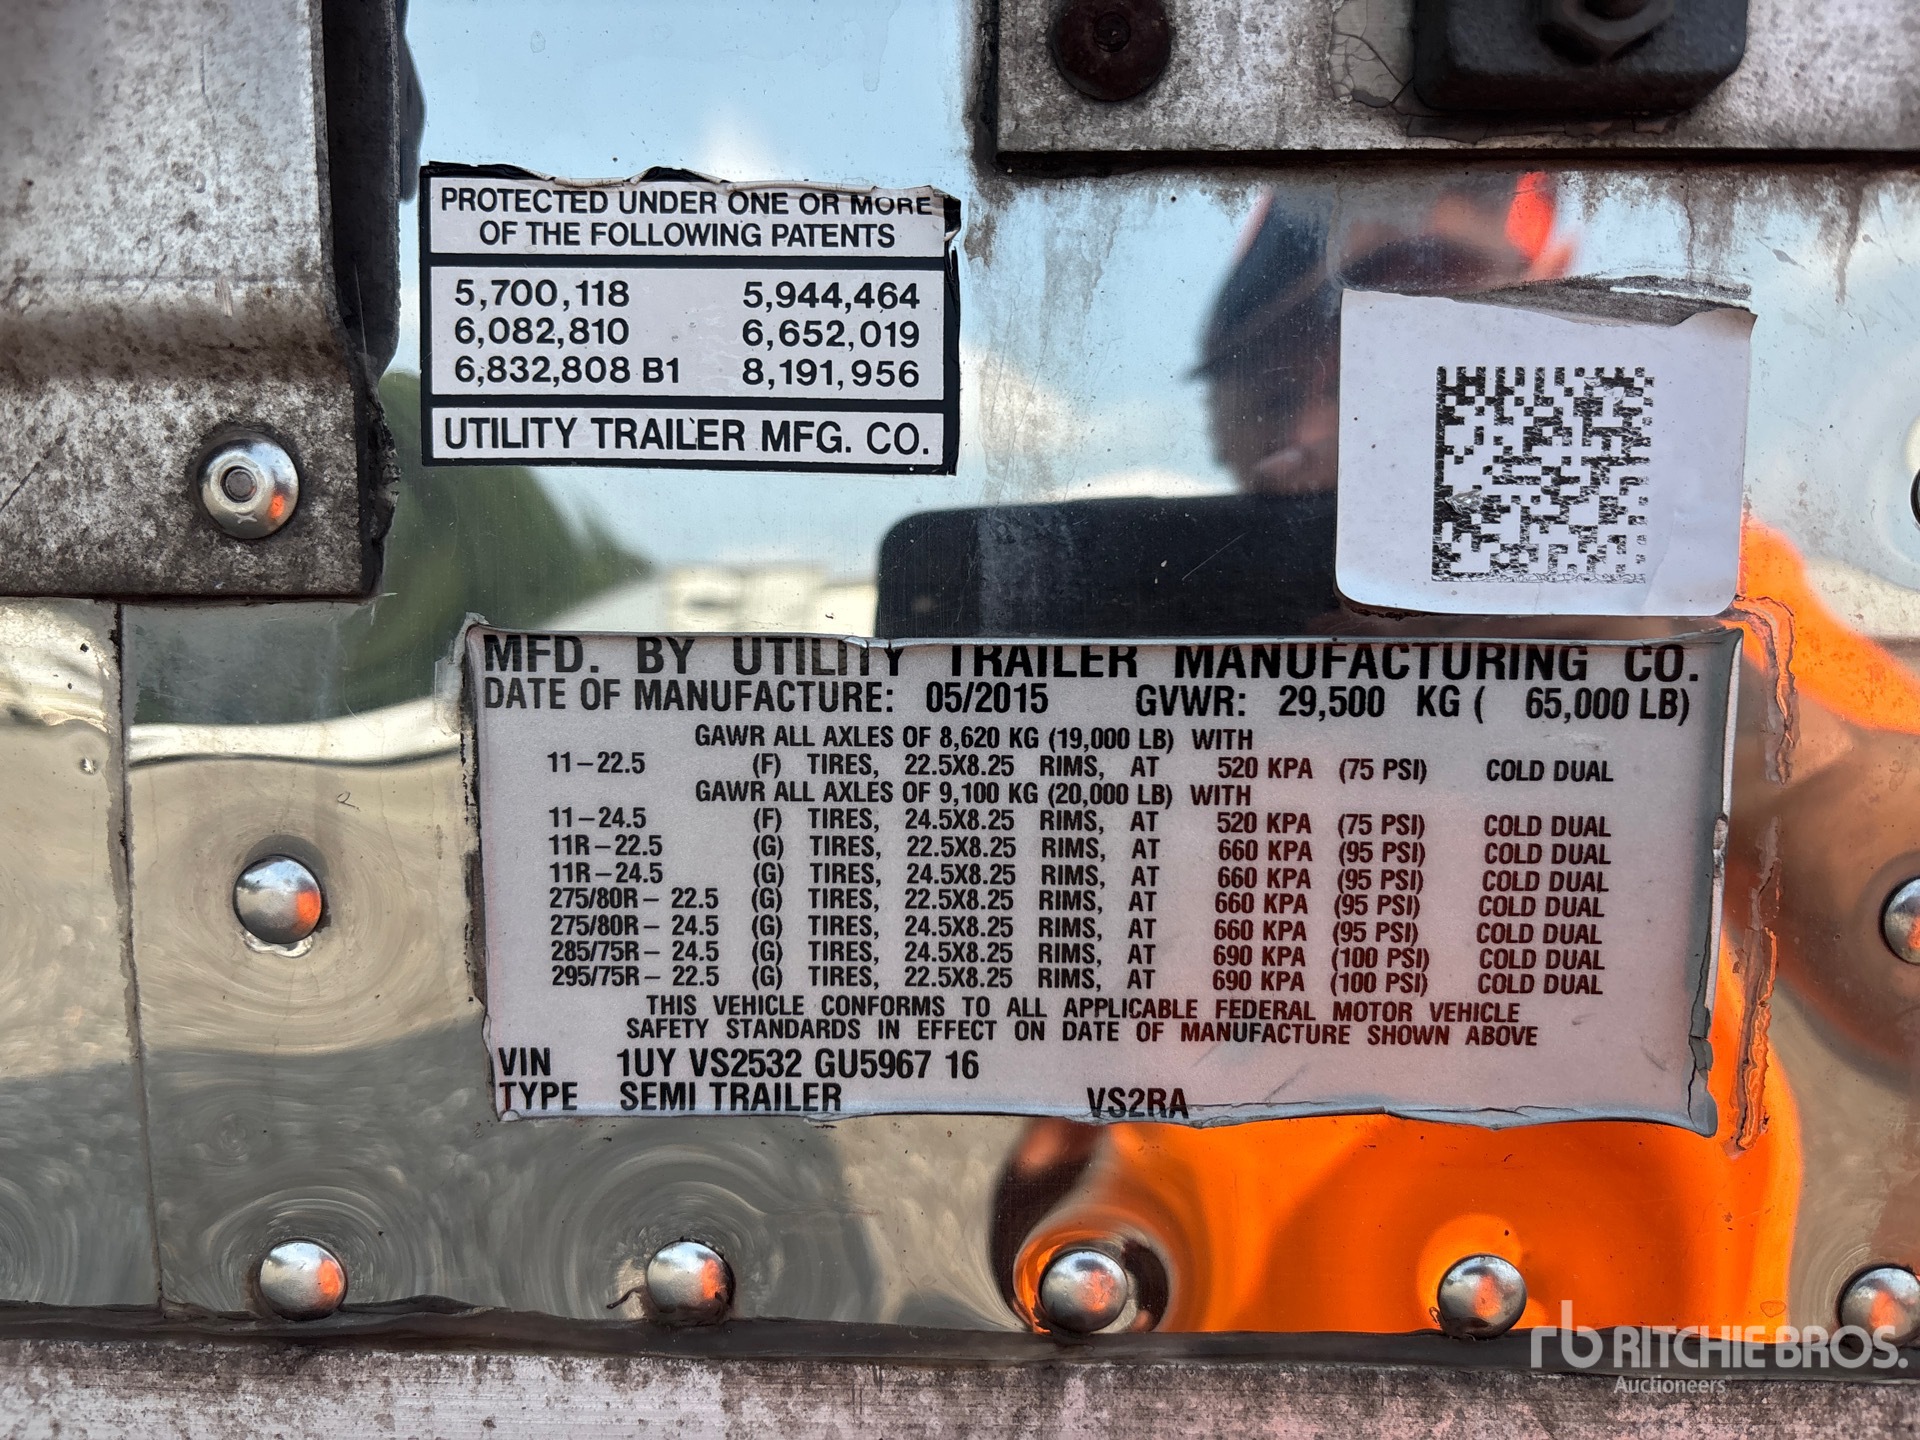 PROTECTED UNDER ONE OR MORE
OF THE FOLLOWING PATENTS
5,700,118 5,944,464
6,082,810 6,652,019
6,832,808 B1 8,191,956
UTILITY TRAILER MFG. CO.
MFD. BY UTILITY TRAILER MANUFACTURING CO.
DATE OF MANUFACTURE: 05/2015 GVWR: 29,500 KG ( 65,000 LB)
GAWR ALL AXLES OF 8,620 KG (19,000 LB) WITH
11-22.5 (F) TIRES, 22.5X8.25 RIMS, AT 520 KPA (75 PSI) COLD DUAL
GAWR ALL AXLES OF 9,100 KG (20,000 LB) WITH
11-24.5 (F) TIRES, 24.5X8.25 RIMS, AT 520 KPA (75 PSI) COLD DUAL
11R-22.5 (G) TIRES, 22.5X8.25 RIMS, AT 660 KPA (95 PSI) COLD DUAL
11R-24.5 (G) TIRES, 24.5X8.25 RIMS, AT 660 KPA (95 PSI) COLD DUAL
275/80R- 22.5 (G) TIRES, 22.5X8.25 RIMS, AT 660 KPA (95 PSI) COLD DUAL
275/80R- 24.5 (G) TIRES, 24.5X8.25 RIMS, AT 660 KPA (95 PSI) COLD DUAL
285/75R- 24.5 (G) TIRES, 24.5X8.25 RIMS, AT 690 KPA (100 PSI) COLD DUAL
295/75R- 22.5 (G) TIRES, 22.5X8.25 RIMS, AT 690 KPA (100 PSI) COLD DUAL
THIS VEHICLE CONFORMS TO ALL APPLICABLE FEDERAL MOTOR VEHICLE
SAFETY STANDARDS IN EFFECT ON DATE OF MANUFACTURE SHOWN ABOVE
VIN 1UY VS2532 GU5967 16
TYPE SEMI TRAILER VS2RA
rb RITCHIE BROS.
Auctioneers